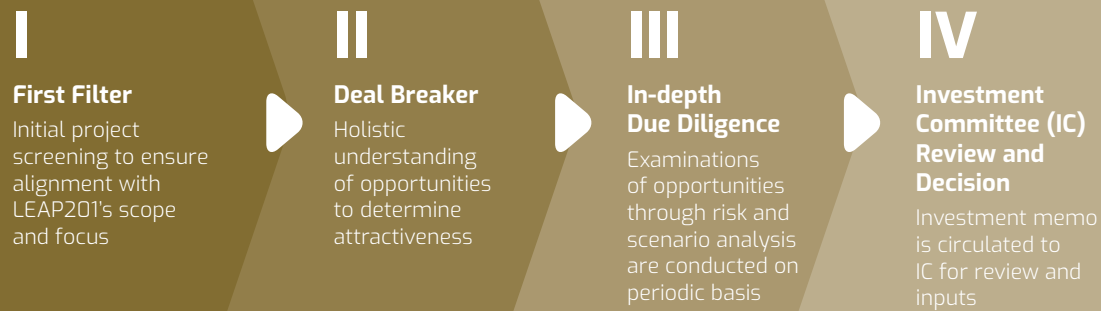 I
First Filter
Initial project
screening to ensure
alignment with
LEAP201's scope
and focus
II
Deal Breaker
Holistic
understanding
of opportunities
to determine
attractiveness
III
In-depth
Due Diligence
Examinations
of opportunities
through risk and
scenario analysis
are conducted on
periodic basis
IV
Investment
Committee (IC)
Review and
Decision
Investment memo
is circulated to
IC for review and
inputs